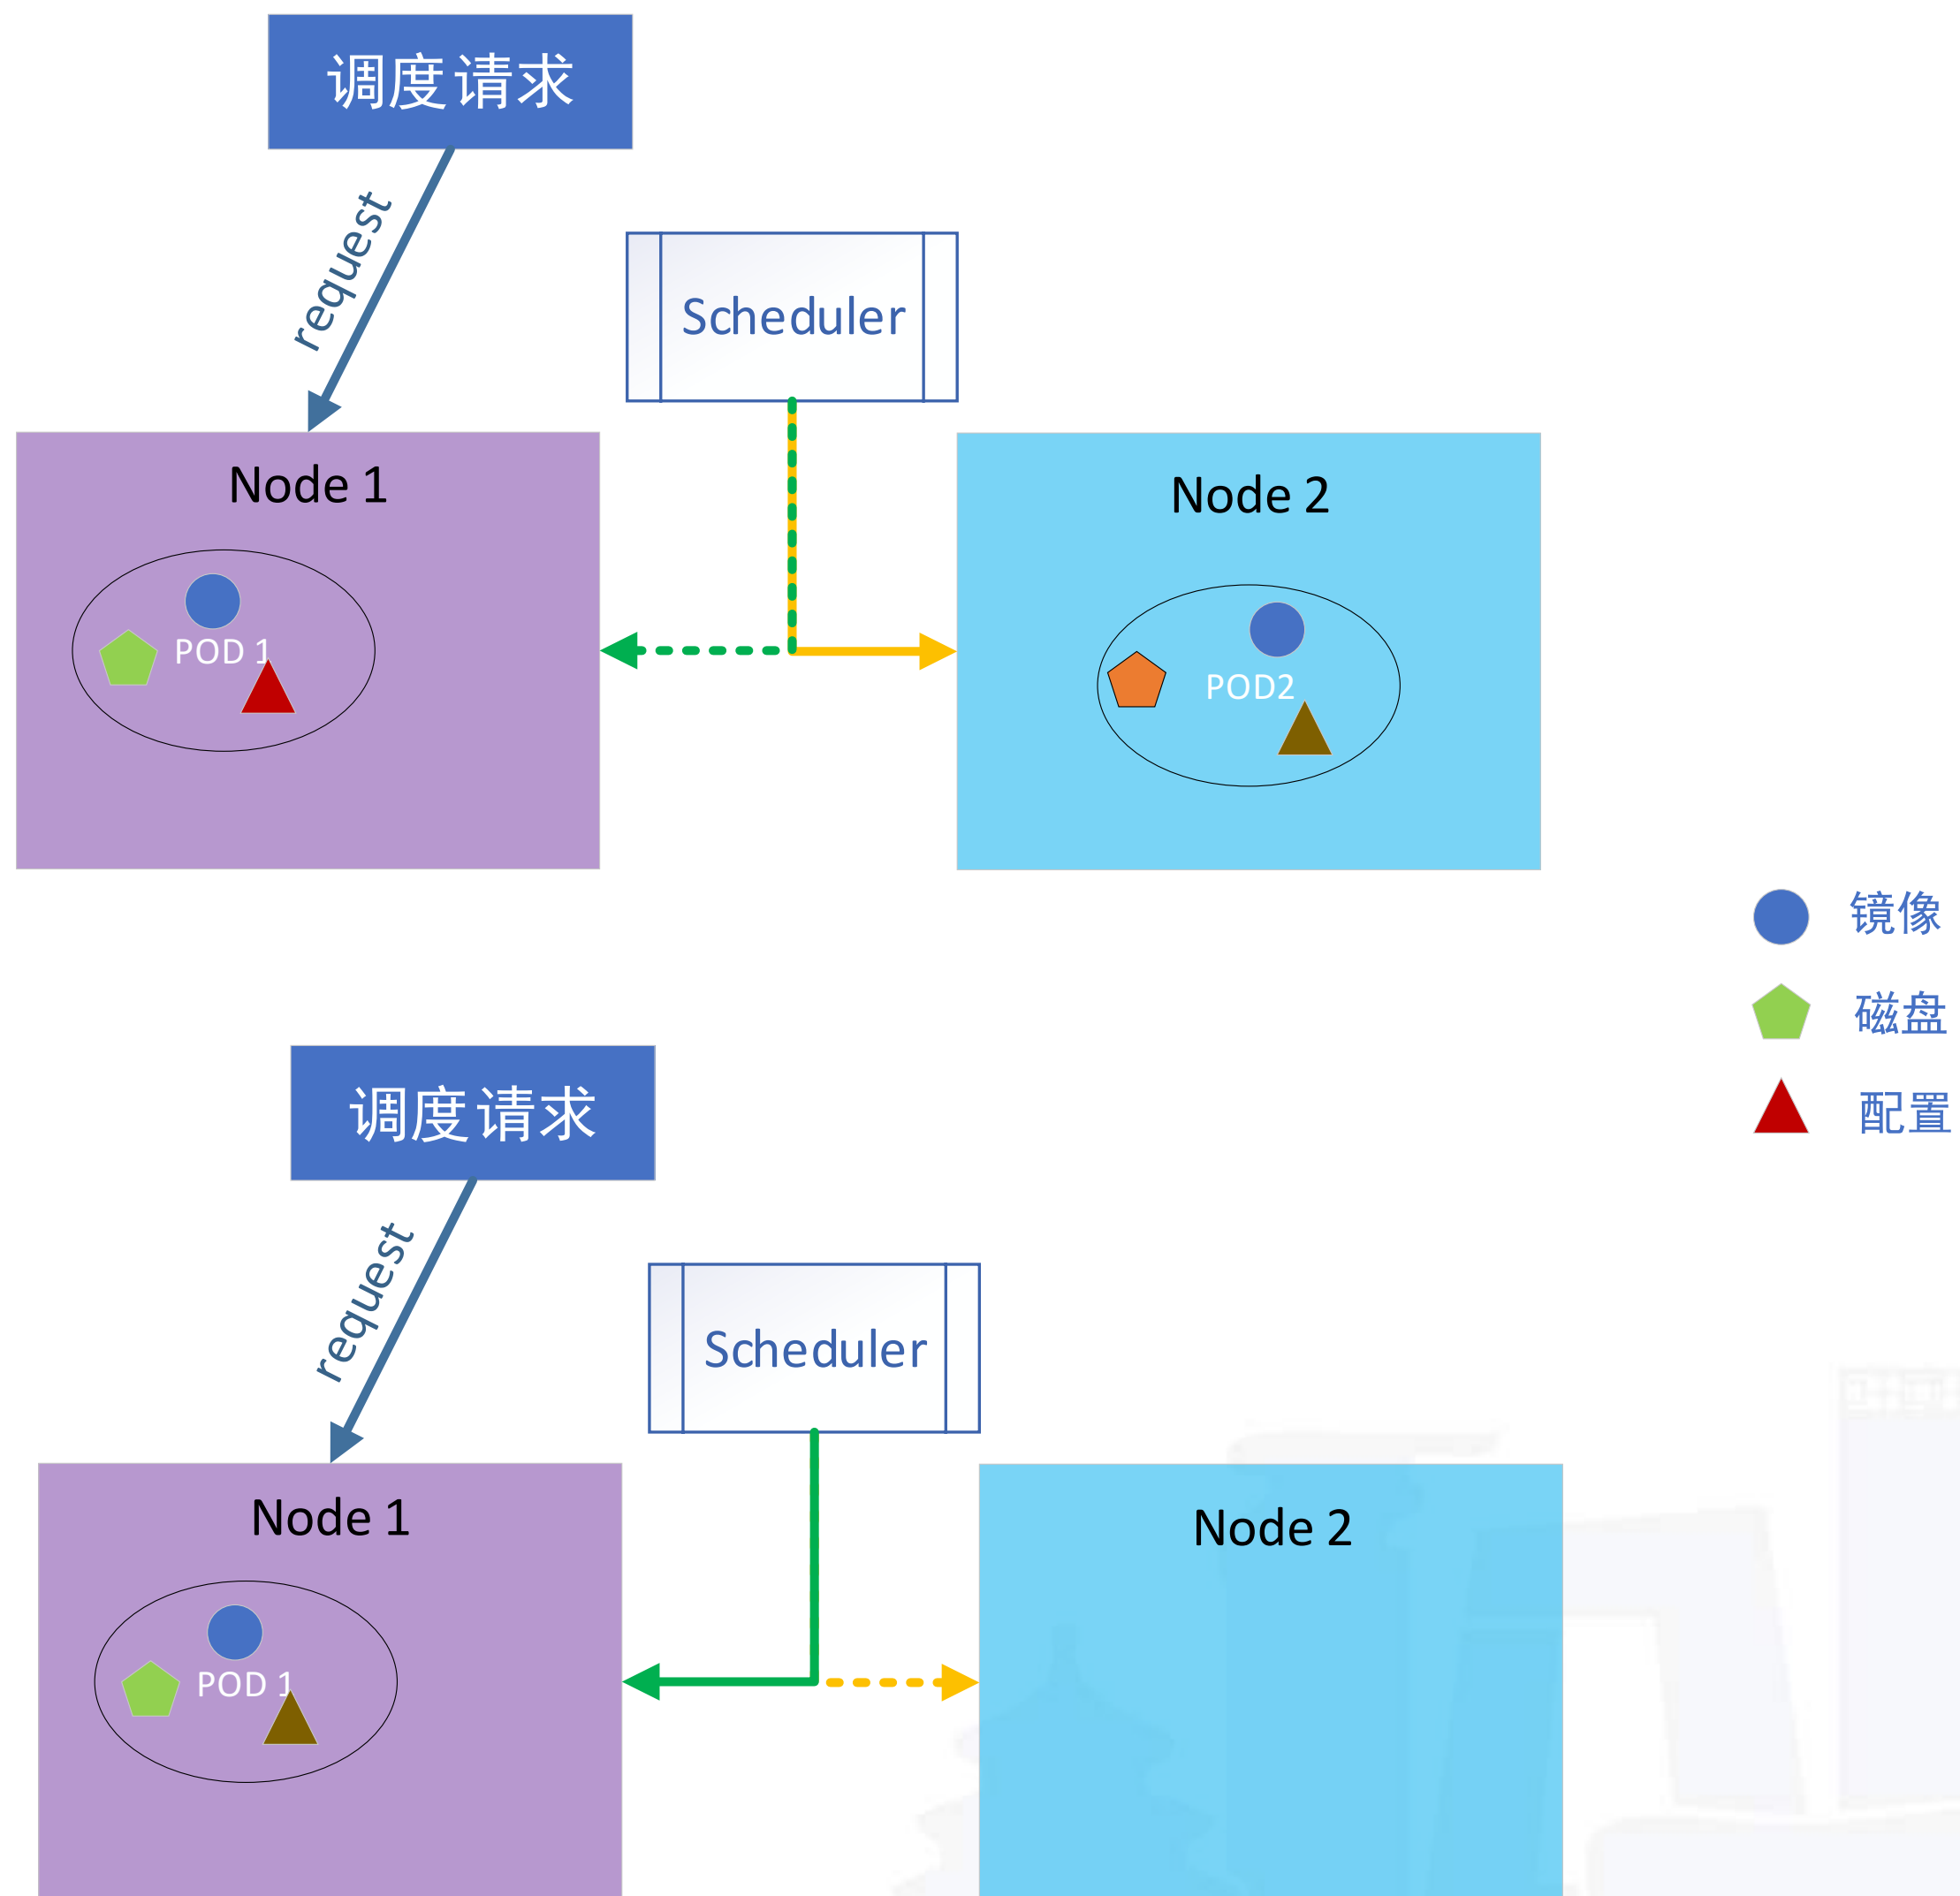 调度请求
request
Scheduler
Node 1
Node 2
POD 1
POD2
镜像
磁盘
配置
调度请求
request
Scheduler
Node 1
Node 2
POD 1